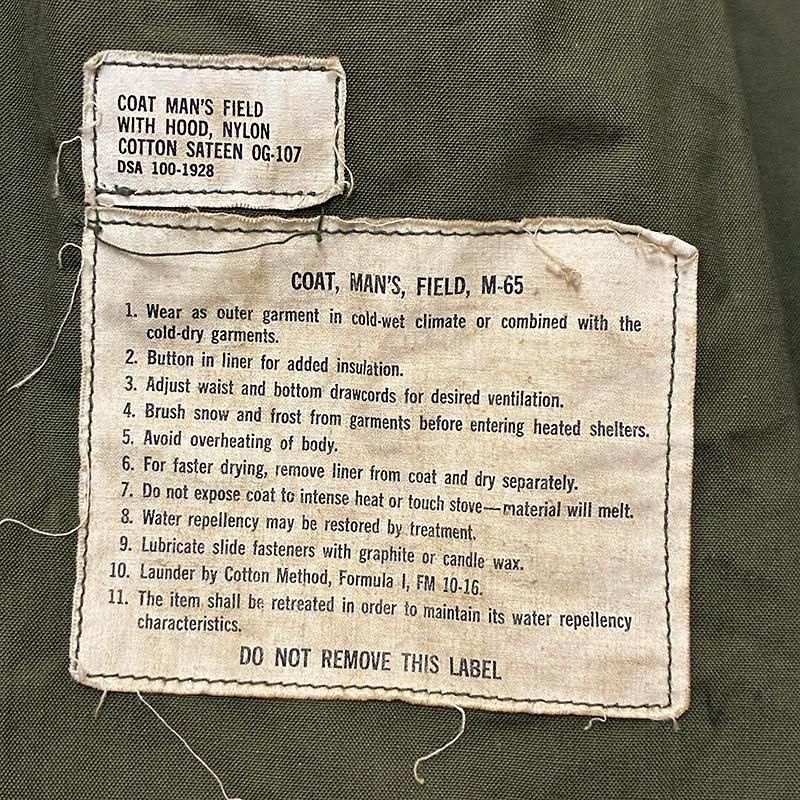 COAT MAN'S FIELD
WITH HOOD, NYLON
COTTON SATEEN OG-107
DSA 100-1928
COAT, MAN'S, FIELD, M-65
1. Wear as outer garment in cold-wet climate or combined with the
cold-dry garments.
2. Button in liner for added insulation.
3. Adjust waist and bottom drawcords for desired ventilation.
4. Brush snow and frost from garments before entering heated shelters.
5. Avoid overheating of body.
6. For faster drying, remove liner from coat and dry separately.
7. Do not expose coat to intense heat or touch stove—material will melt.
8. Water repellency may be restored by treatment.
9. Lubricate slide fasteners with graphite or candle wax.
10. Launder by Cotton Method, Formula I, FM 10-16.
11. The item shall be retreated in order to maintain its water repellency
characteristics.
DO NOT REMOVE THIS LABEL